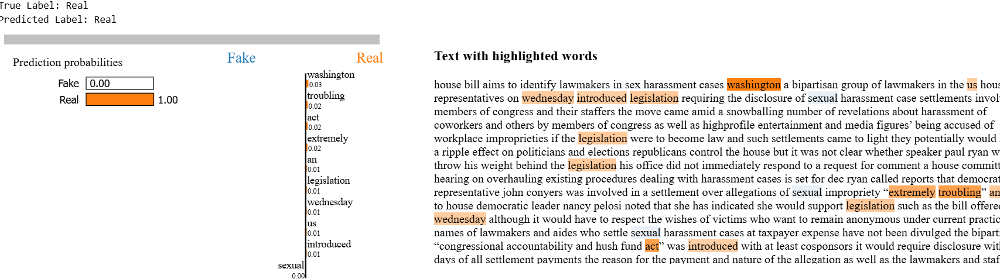 True Label: Real
Predicted Label: Real
Prediction probabilities
Fake 0.00
Real 1.00
Fake Real
washington
0.03
troubling
0.02
act
0.02
extremely
0.02
an
0.01
legislation
0.01
wednesday
0.01
us
0.01
introduced
0.01
sexual
0.00
Text with highlighted words
house bill aims to identify lawmakers in sex harassment cases washington a bipartisan group of lawmakers in the us
representatives on wednesday introduced legislation requiring the disclosure of sexual harassment case settlements
members of congress and their staffers the move came amid a snowballing number of revelations about harassment of
coworkers and others by members of congress as well as highprofile entertainment and media figures’ being accused of
workplace improprieties if the legislation were to become law and such settlements came to light they potentially would
a ripple effect on politicians and elections republicans control the house but it was not clear whether speaker paul ryan
throw his weight behind the legislation his office did not immediately respond to a request for comment a house
hearing on overhauling existing procedures dealing with harassment cases is set for dec ryan called reports that
representative john conyers was involved in a settlement over allegations of sexual impropriety “extremely troubling”
to house democratic leader nancy pelosi noted that she has indicated she would support legislation such as the bill
wednesday although it would have to respect the wishes of victims who want to remain anonymous under current
names of lawmakers and aides who settle sexual harassment cases at taxpayer expense have not been divulged the
“congressional accountability and hush fund act” was introduced with at least cosponsors it would require disclosure
days of all settlement payments the reason for the payment and nature of the allegation as well as the lawmakers and